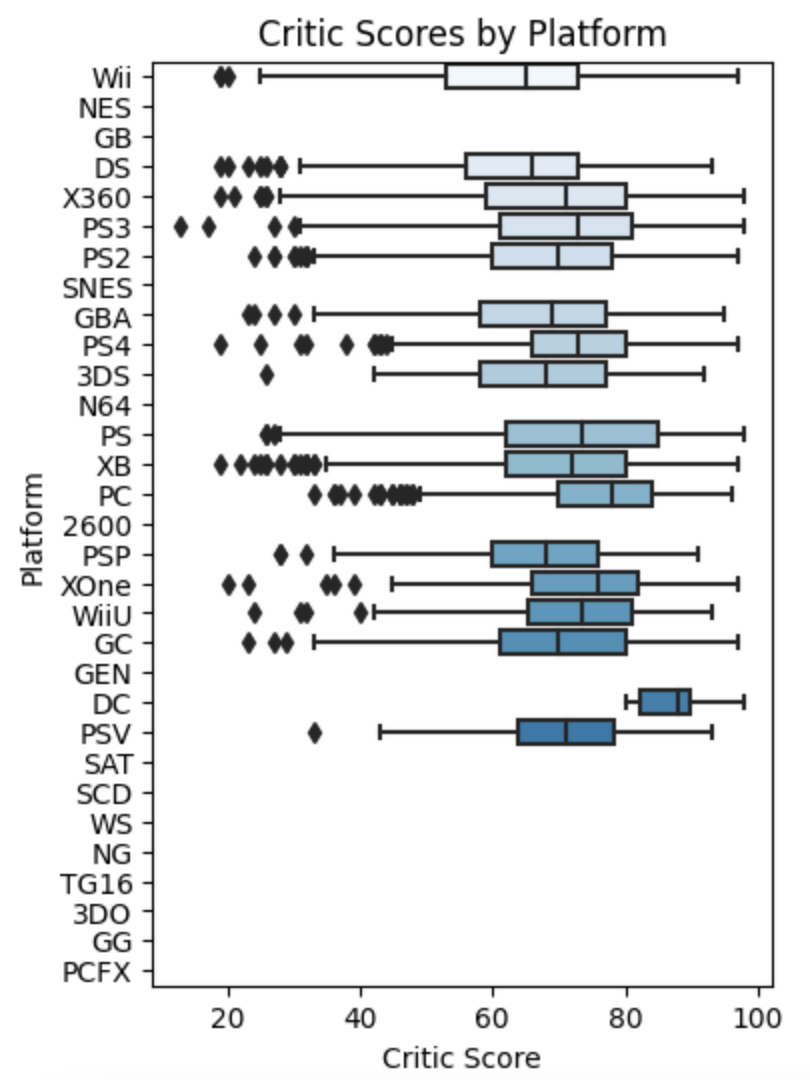 Critic Scores by Platform
Wii
NES
GB
DS
X360
PS3
PS2
SNES
GBA
PS4
3DS
N64
PS
XB
PC
2600
PSP
XOne
WiiU
GC
GEN
DC
PSV
SAT
SCD
WS
NG
TG16
3DO
GG
PCFX
Platform
20 40 60 80 100
Critic Score